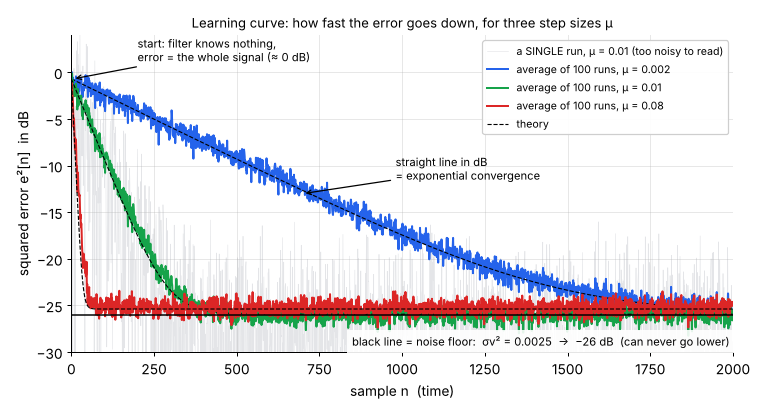 Learning curve: how fast the error goes down, for three step sizes μ
start: filter knows nothing,
error = the whole signal (≈ 0 dB)
a SINGLE run, μ = 0.01 (too noisy to read)
average of 100 runs, μ = 0.002
average of 100 runs, μ = 0.01
average of 100 runs, μ = 0.08
theory
straight line in dB
= exponential convergence
black line = noise floor: σv² = 0.0025 → −26 dB (can never go lower)
squared error e²[n] in dB
0
−5
−10
−15
−20
−25
−30
0
250
500
750
1000
1250
1500
1750
2000
sample n (time)